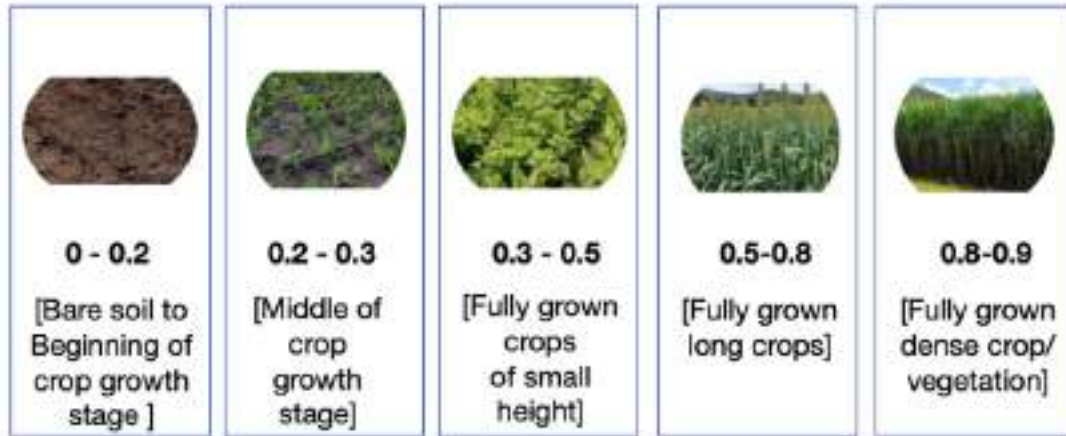 0 - 0.2
[Bare soil to
Beginning of
crop growth
stage ]
0.2 - 0.3
[Middle of
crop
growth
stage]
0.3 - 0.5
[Fully grown
crops
of small
height]
0.5-0.8
[Fully grown
long crops]
0.8-0.9
[Fully grown
dense crop/
vegetation]